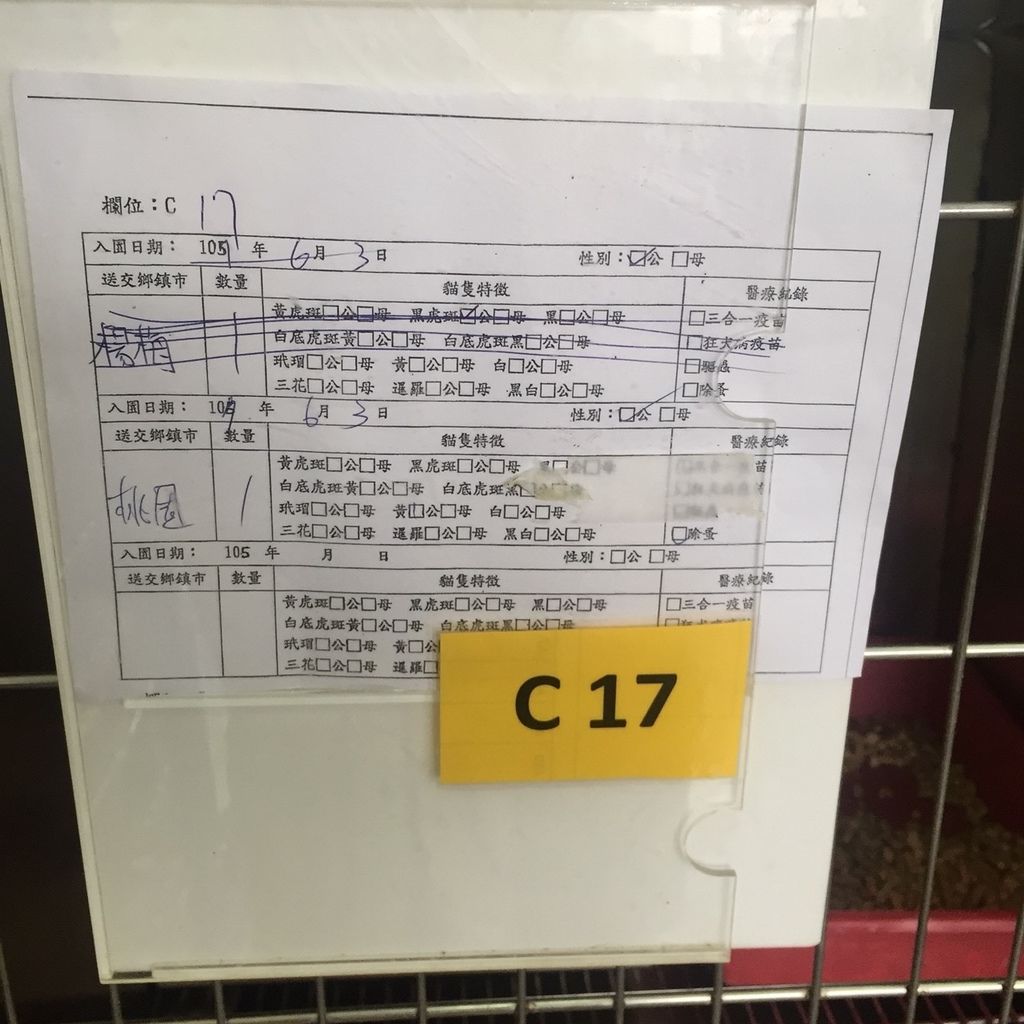 欄位：C 17
入園日期： 105 年 6月 3日 性別：☑公 □母
送交鄉鎮市 數量 貓隻特徵 醫療紀錄
黃虎斑□公□母 黑虎斑☑公□母 黑□公□母 □三合一疫苗
楊梅 1 白底虎斑黃□公□母 白底虎斑黑□公□母 □狂犬病疫苗
玳瑁□公□母 黃□公□母 白□公□母 □驅蟲
三花□公□母 暹羅□公□母 黑白□公□母 □除蚤
入園日期： 10 年 6月 3日 性別：☑公 □母
送交鄉鎮市 數量 貓隻特徵 醫療紀錄
黃虎斑□公□母 黑虎斑□公□母 黑□公□母 苗
桃園 1 白底虎斑黃□公□母 白底虎斑黑□
玳瑁□公□母 黃□公□母 白□公□母
三花□公□母 暹羅□公□母 黑白□公□母 □除蚤
入園日期： 105 年 月 日 性別：□公 □母
送交鄉鎮市 數量 貓隻特徵 醫療紀錄
黃虎斑□公□母 黑虎斑□公□母 黑□公□母 □三合一疫苗
白底虎斑黃□公□母 白底虎斑黑□公□母
玳瑁□公□母 黃□公
三花□公□母 暹羅□
C 17